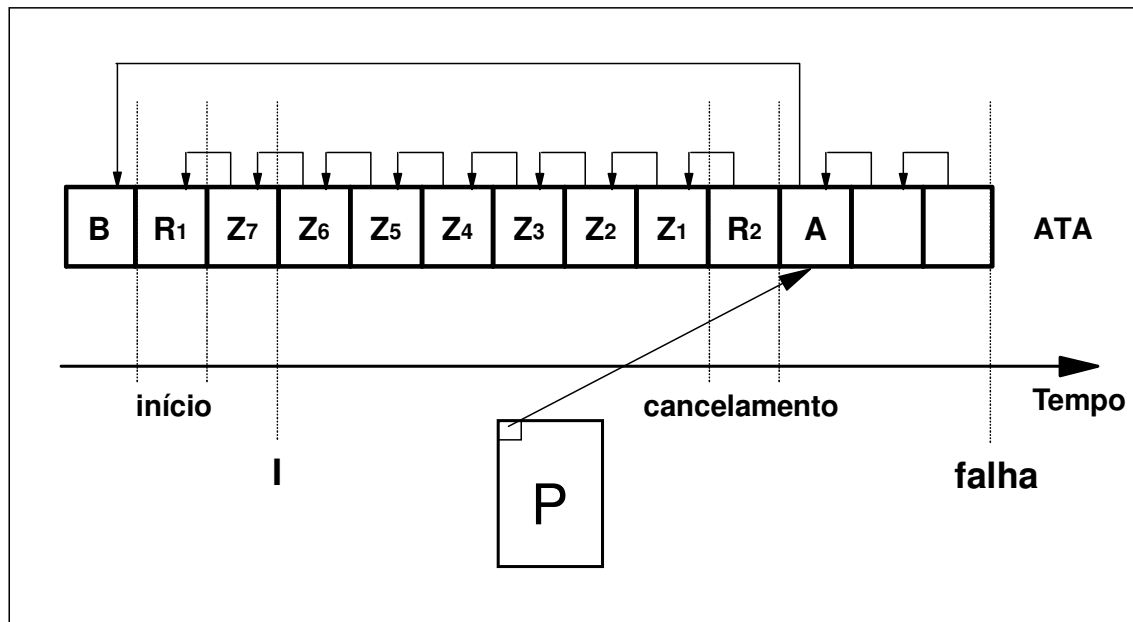 B R1 Z7 Z6 Z5 Z4 Z3 Z2 Z1 R2 A ATA
início cancelamento Tempo
I falha
P